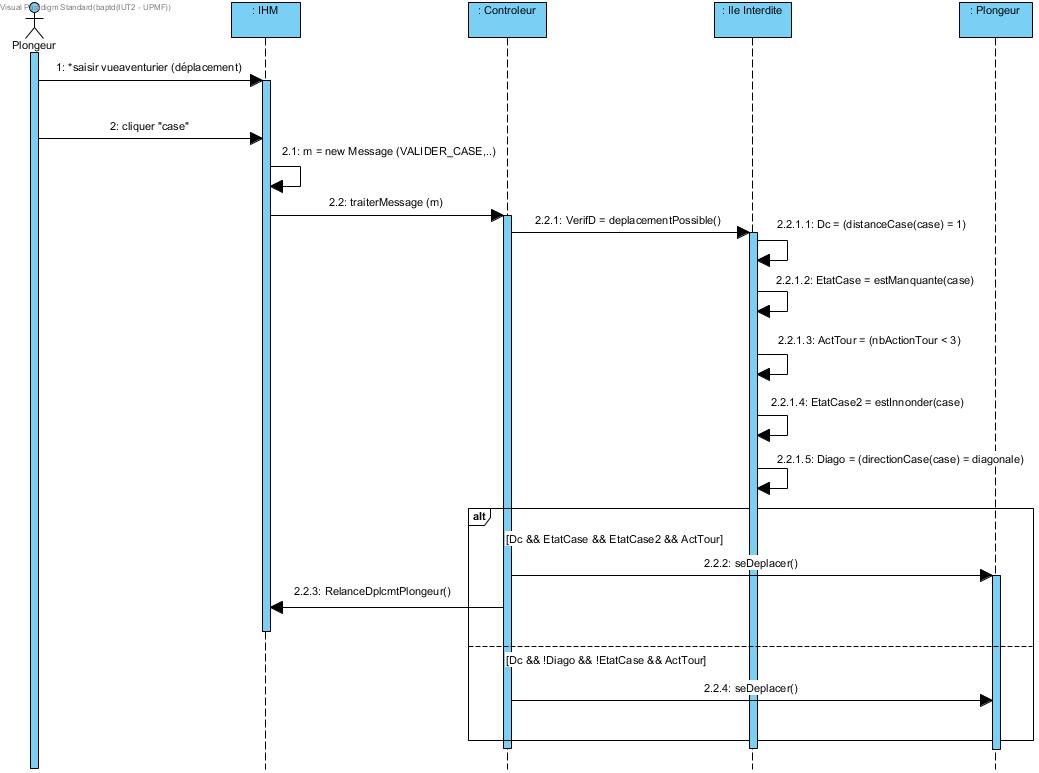 Visual Paradigm Standard(baptd(IUT2 - UPMF))
: IHM
: Controleur
: Ile Interdite
: Plongeur
Plongeur
1: *saisir vueaventurier (déplacement)
2: cliquer "case"
2.1: m = new Message (VALIDER_CASE,..)
2.2: traiterMessage (m)
2.2.1: VerifD = deplacementPossible()
2.2.1.1: Dc = (distanceCase(case) = 1)
2.2.1.2: EtatCase = estManquante(case)
2.2.1.3: ActTour = (nbActionTour < 3)
2.2.1.4: EtatCase2 = estInnonder(case)
2.2.1.5: Diago = (directionCase(case) = diagonale)
alt
[Dc && EtatCase && EtatCase2 && ActTour]
2.2.2: seDeplacer()
2.2.3: RelanceDplcmtPlongeur()
[Dc && !Diago && !EtatCase && ActTour]
2.2.4: seDeplacer()